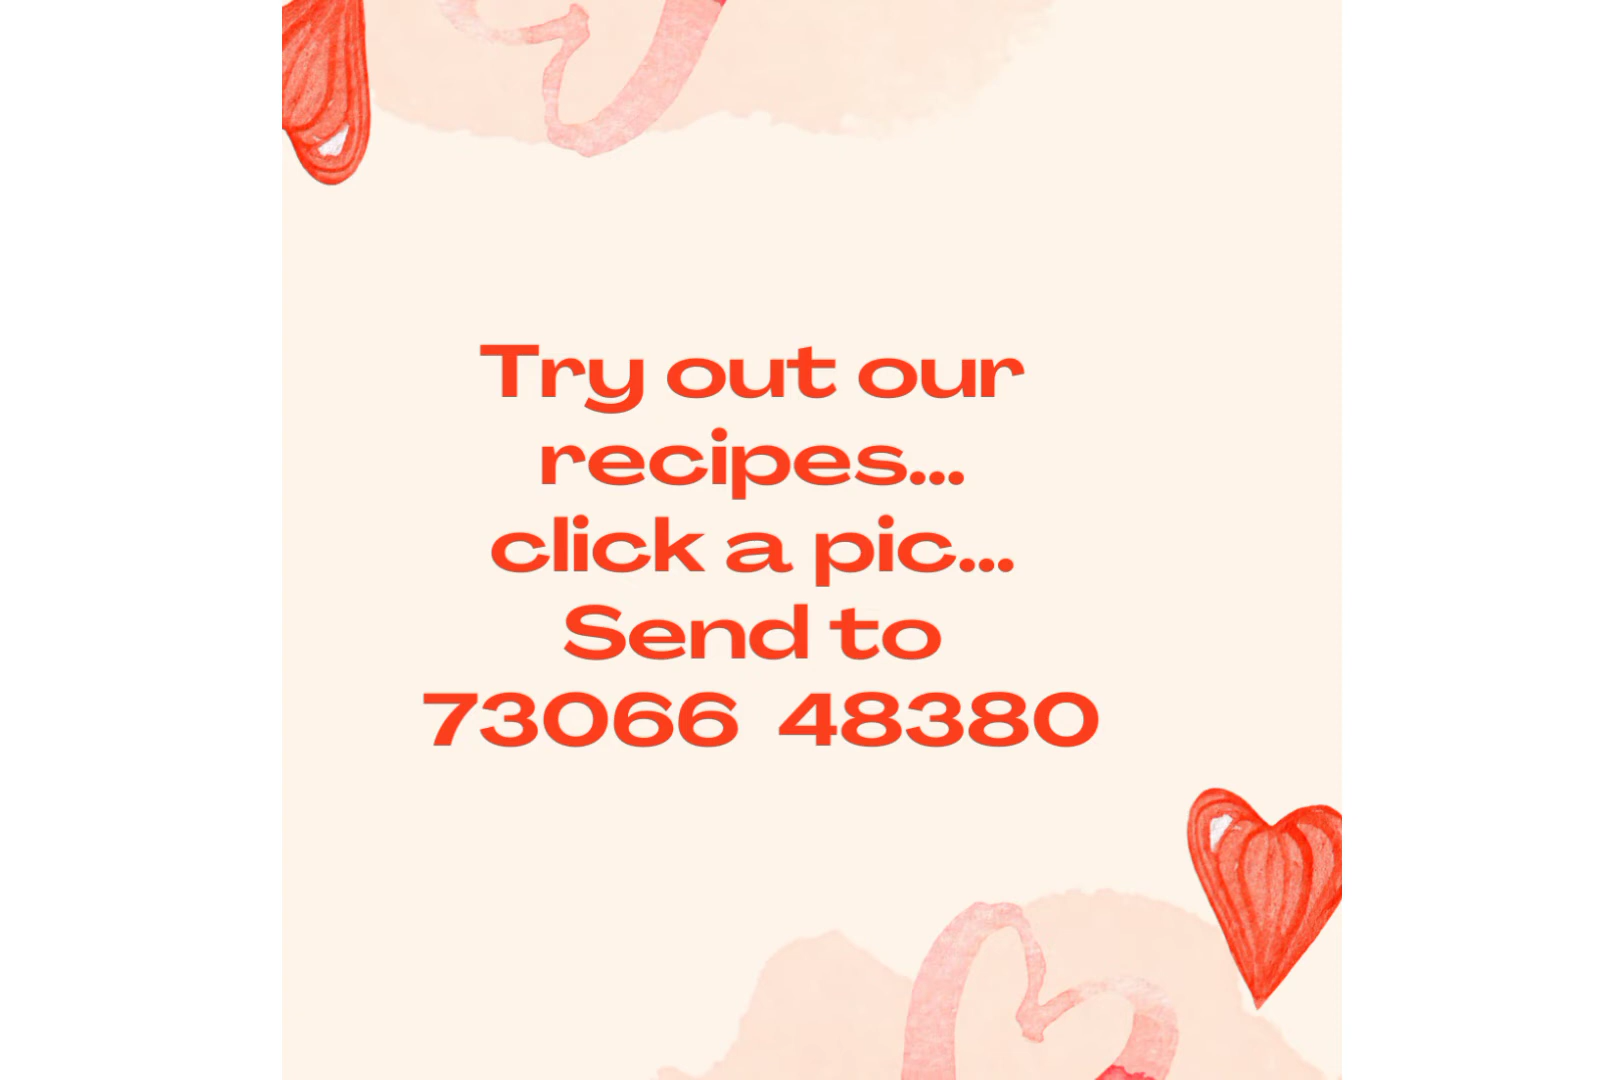 Try out our
recipes...
click a pic...
Send to
73066 48380